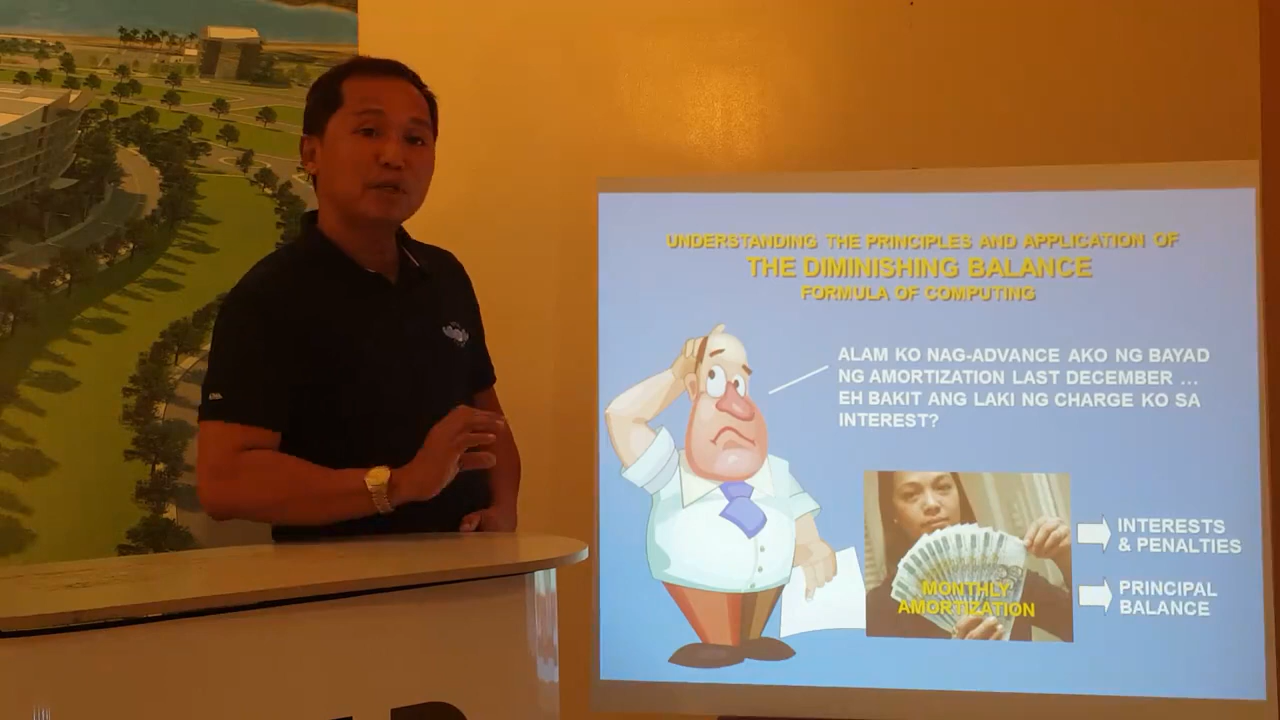 UNDERSTANDING THE PRINCIPLES AND APPLICATION OF
THE DIMINISHING BALANCE
FORMULA OF COMPUTING
ALAM KO NAG-ADVANCE AKO NG BAYAD
NG AMORTIZATION LAST DECEMBER ...
EH BAKIT ANG LAKI NG CHARGE KO SA
INTEREST?
MONTHLY
AMORTIZATION
INTERESTS
& PENALTIES
PRINCIPAL
BALANCE